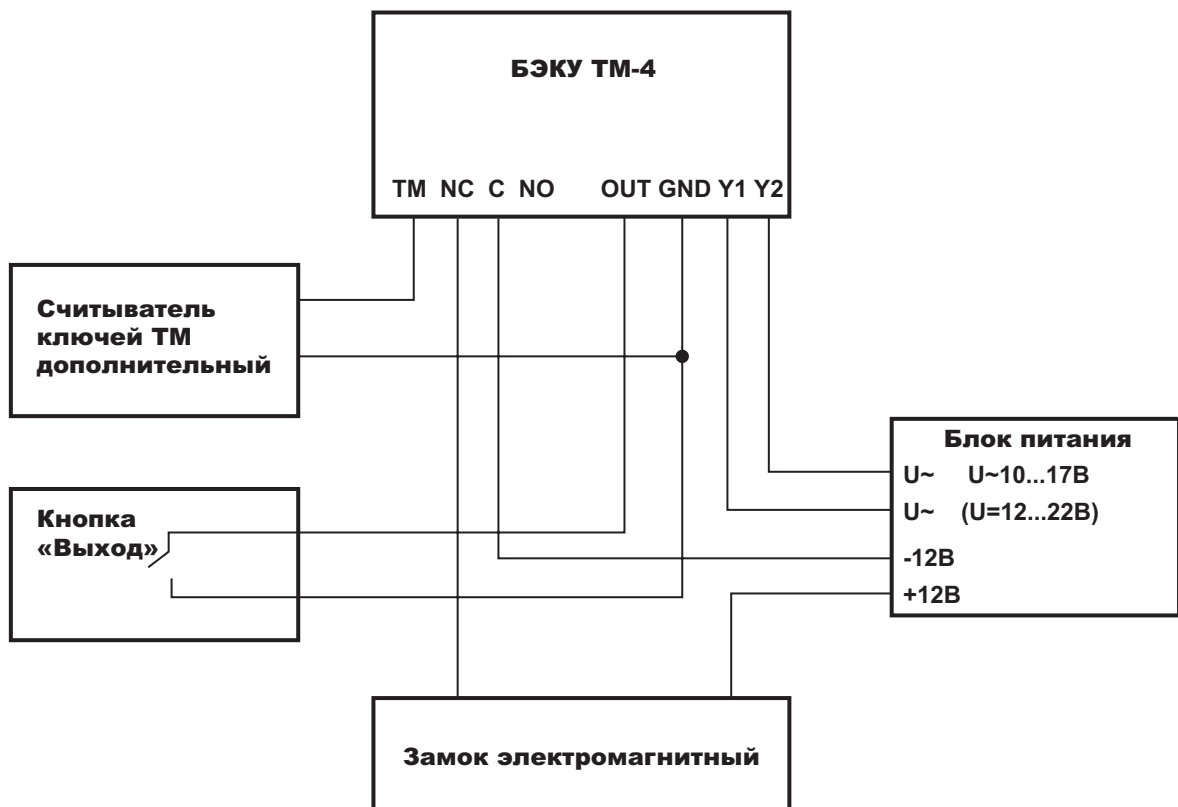 БЭКУ ТМ-4
TM NC C NO OUT GND Y1 Y2
Считыватель
ключей ТМ
дополнительный
Кнопка
«Выход»
Блок питания
U~ U~10...17В
U~ (U=12...22В)
-12В
+12В
Замок электромагнитный